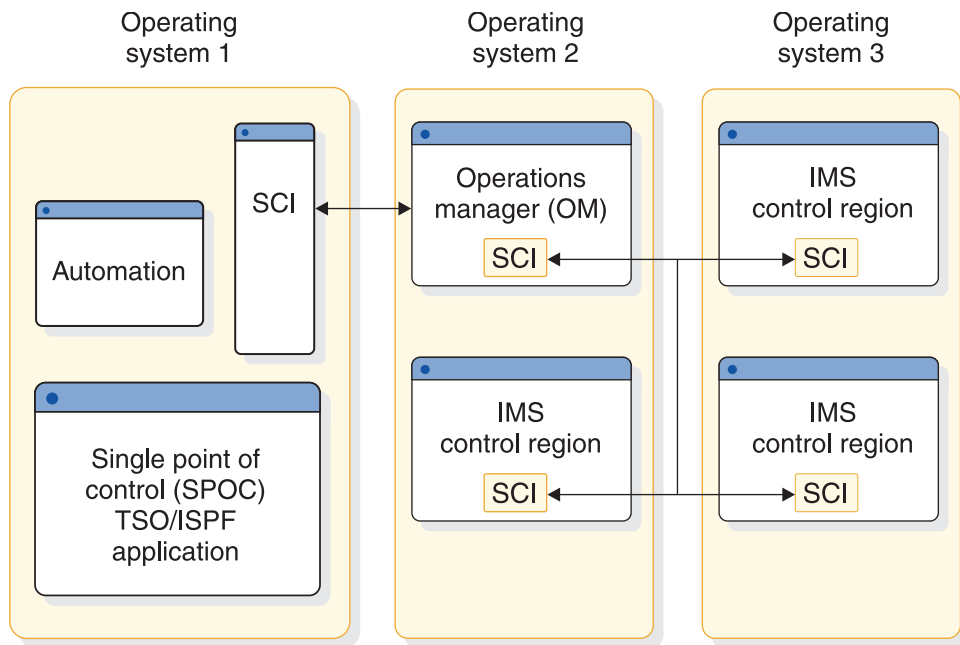 Operating
system 1
Operating
system 2
Operating
system 3
SCI
Automation
Single point of
control (SPOC)
TSO/ISPF
application
Operations
manager (OM)
SCI
IMS
control region
SCI
IMS
control region
SCI
IMS
control region
SCI